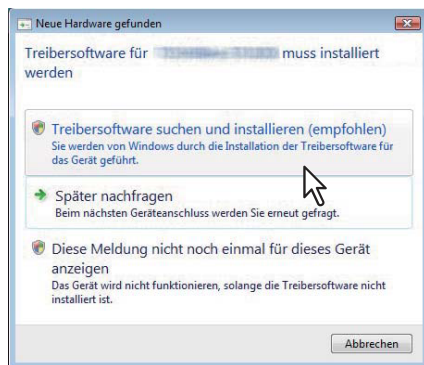 Neue Hardware gefunden
Treibersoftware für muss installiert
werden
Treibersoftware suchen und installieren (empfohlen)
Sie werden von Windows durch die Installation der Treibersoftware für
das Gerät geführt.
Später nachfragen
Beim nächsten Geräteanschluss werden Sie erneut gefragt.
Diese Meldung nicht noch einmal für dieses Gerät
anzeigen
Das Gerät wird nicht funktionieren, solange die Treibersoftware nicht
installiert ist.
Abbrechen